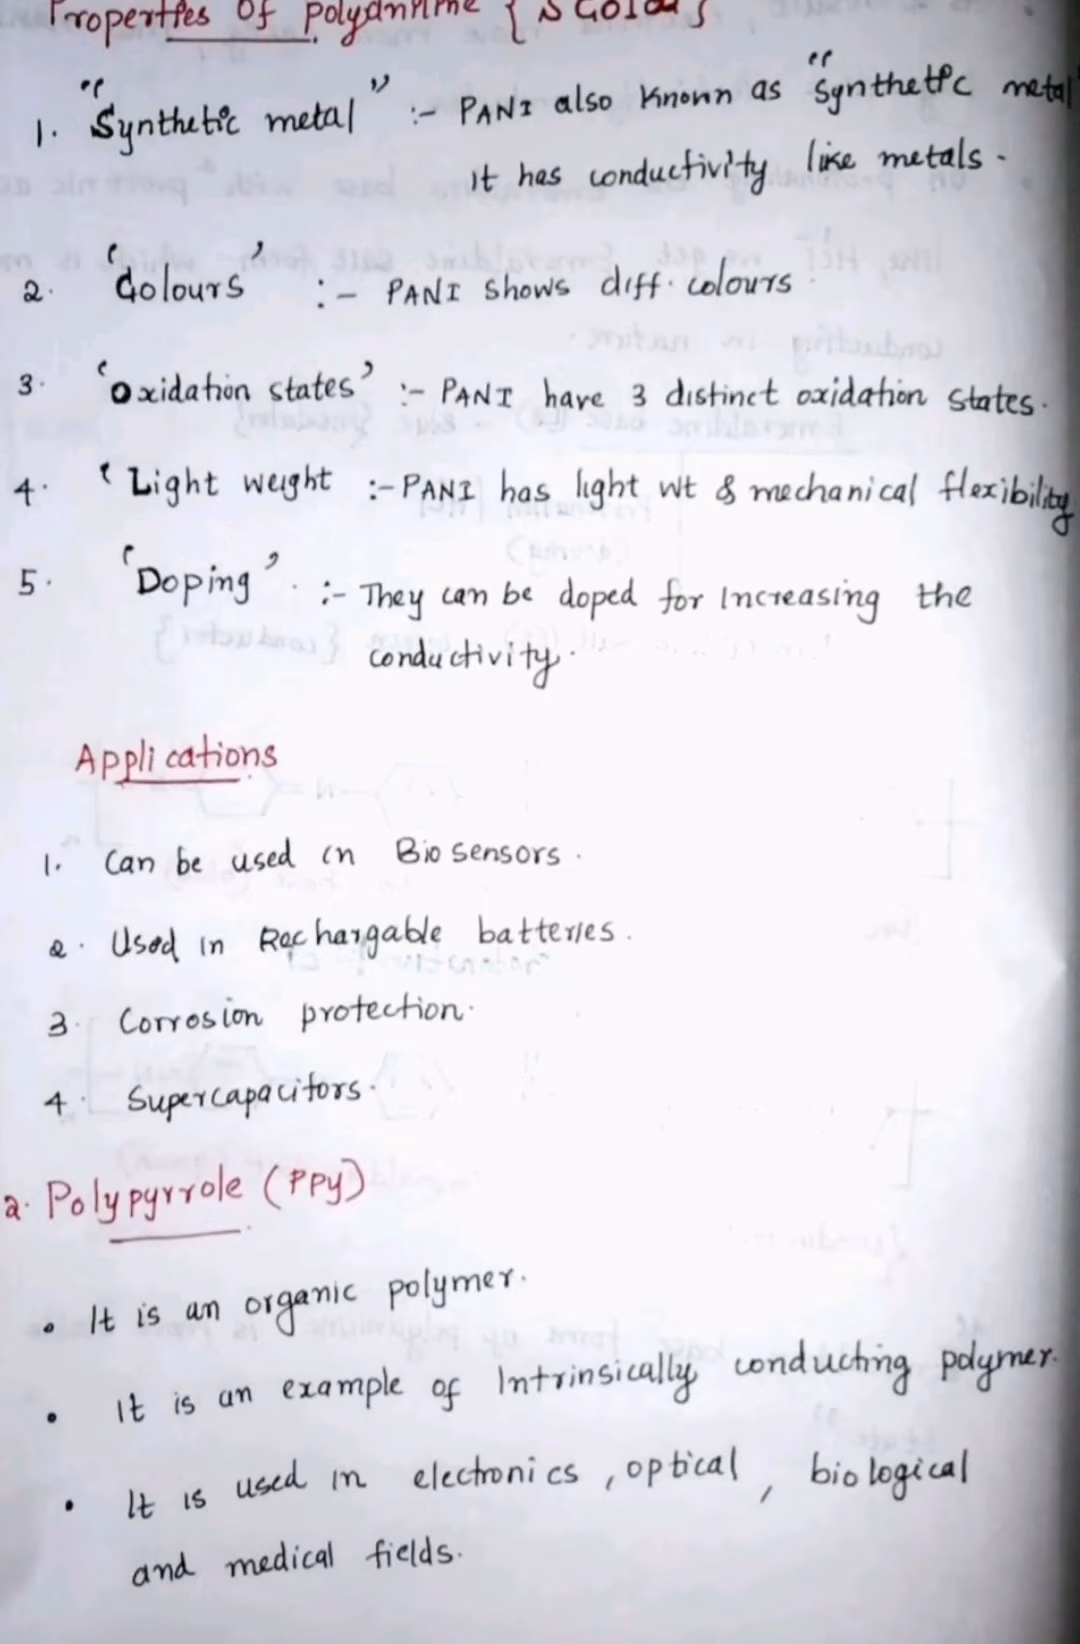 Properties of polyaniline {
1. "Synthetic metal" :- PANI also known as "Synthetic metal"
It has conductivity like metals.
2. 'Colours' :- PANI shows diff. colours
3. 'Oxidation states' :- PANI have 3 distinct oxidation states.
4. 'Light weight :- PANI has light wt & mechanical flexibility
5. 'Doping' :- They can be doped for increasing the
conductivity.
Applications
1. Can be used in Bio sensors.
2. Used in Rechargable batteries.
3. Corrosion protection.
4. Supercapacitors.
2. Polypyrrole (PPy)
• It is an organic polymer.
• it is an example of Intrinsically conducting polymer.
• It is used in electronics, optical, biological
and medical fields.